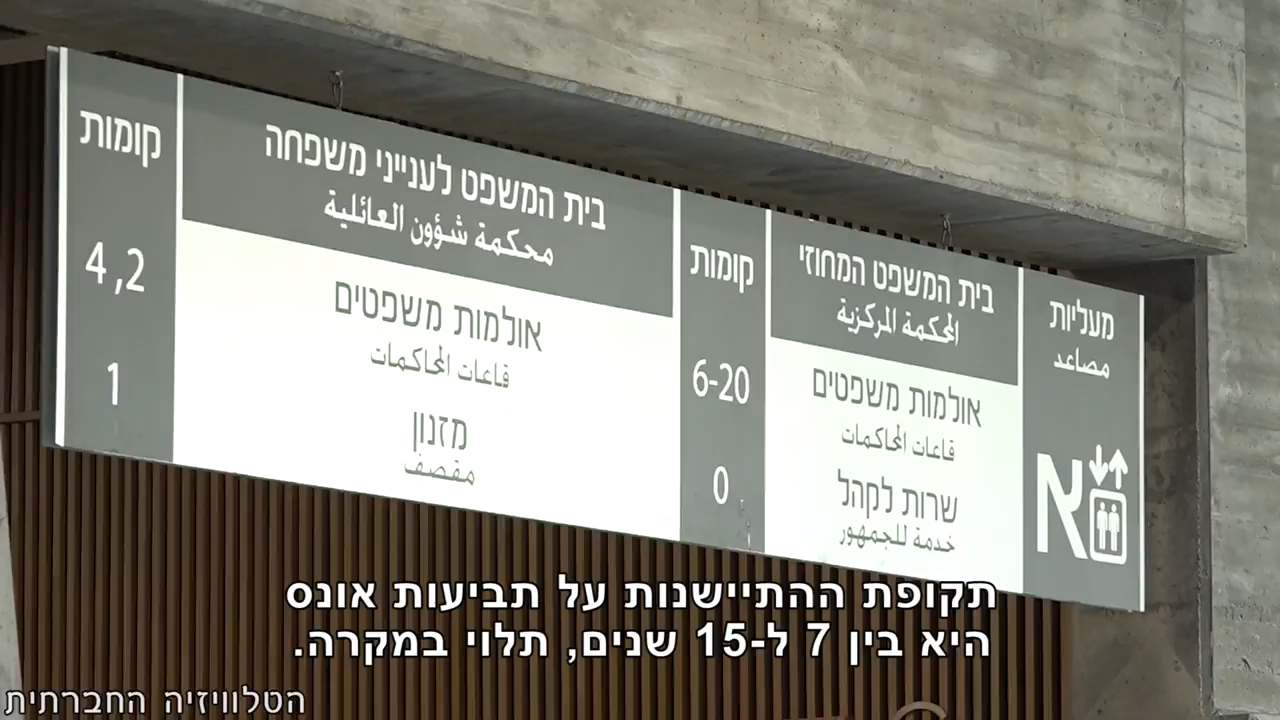 מעליות
مصاعد
א
בית המשפט המחוזי
المحكمة المركزية
אולמות משפטים
قاعات المحاكمات
שרות לקהל
خدمة للجمهور
קומות
6-20
0
בית המשפט לענייני משפחה
محكمة شؤون العائلية
אולמות משפטים
قاعات المحاكمات
מזנון
مقصف
קומות
4,2
1
תקופת ההתיישנות על תביעות אונס
היא בין 7 ל-15 שנים, תלוי במקרה.
הטלוויזיה החברתית